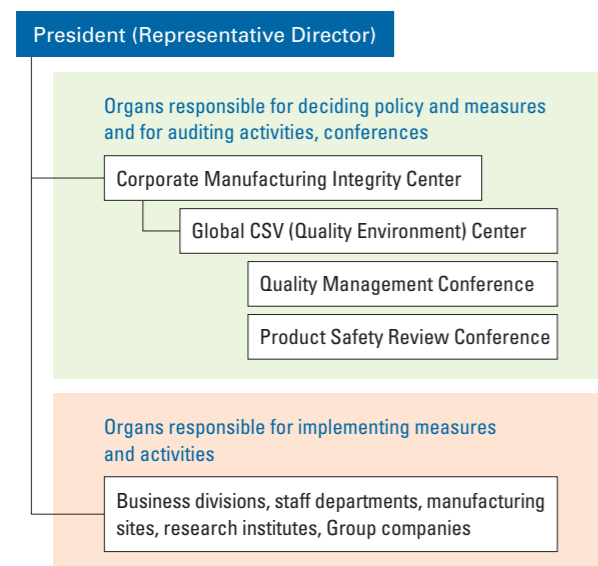 President (Representative Director)
Organs responsible for deciding policy and measures
and for auditing activities, conferences
Corporate Manufacturing Integrity Center
Global CSV (Quality Environment) Center
Quality Management Conference
Product Safety Review Conference
Organs responsible for implementing measures
and activities
Business divisions, staff departments, manufacturing
sites, research institutes, Group companies